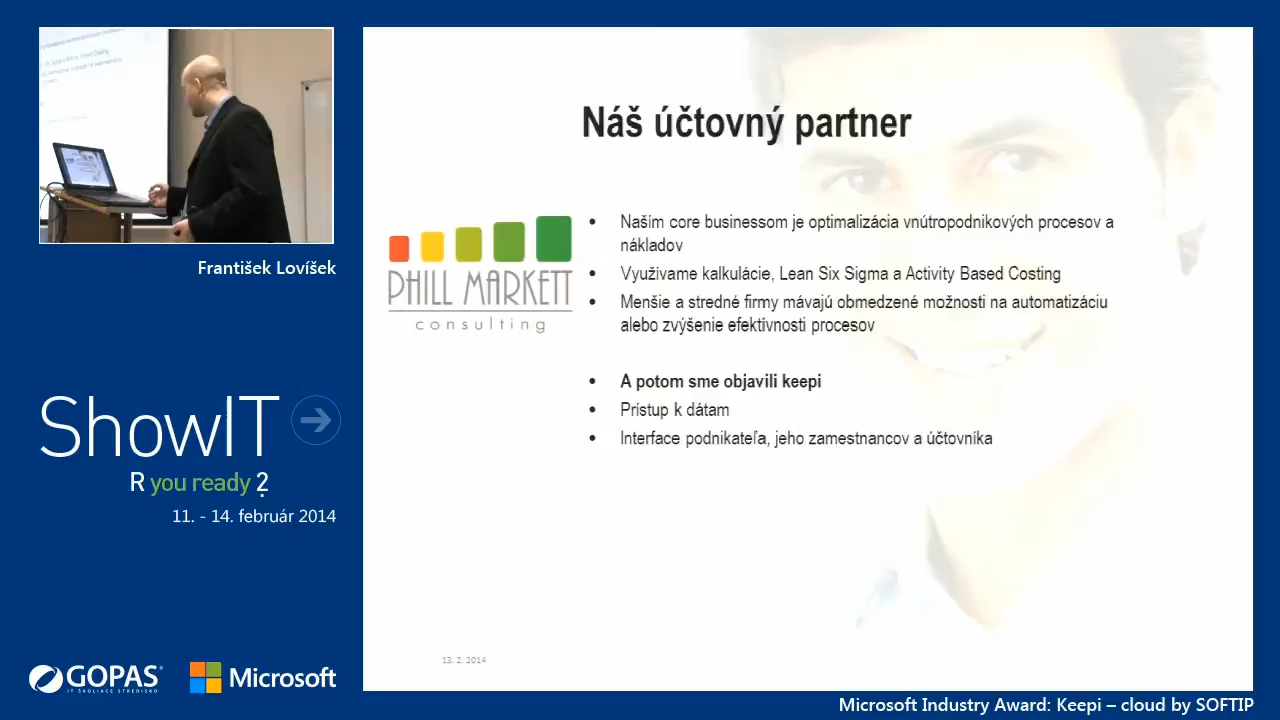 František Lovíšek
ShowIT
R you ready ?
11. - 14. február 2014
GOPAS
IT ŠKOLIACE STREDISKO
Microsoft
Náš účtovný partner
PHILL MARKETT
consulting
• Našim core businessom je optimalizácia vnútropodnikových procesov a
nákladov
• Využívame kalkulácie, Lean Six Sigma a Activity Based Costing
• Menšie a stredné firmy mávajú obmedzené možnosti na automatizáciu
alebo zvýšenie efektívnosti procesov
• A potom sme objavili keepi
• Prístup k dátam
• Interface podnikateľa, jeho zamestnancov a účtovníka
13. 2. 2014
Microsoft Industry Award: Keepi – cloud by SOFTIP